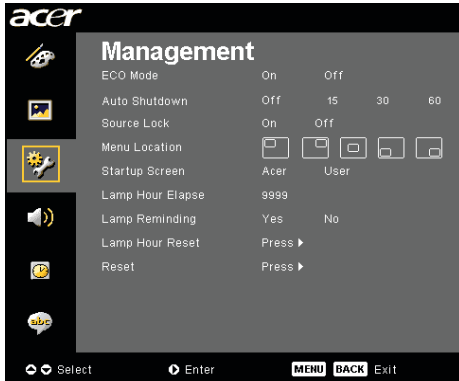 acer
Management
ECO Mode On Off
Auto Shutdown Off 15 30 60
Source Lock On Off
Menu Location
Startup Screen Acer User
Lamp Hour Elapse 9999
Lamp Reminding Yes No
Lamp Hour Reset Press
Reset Press
abc
Select Enter MENU BACK Exit